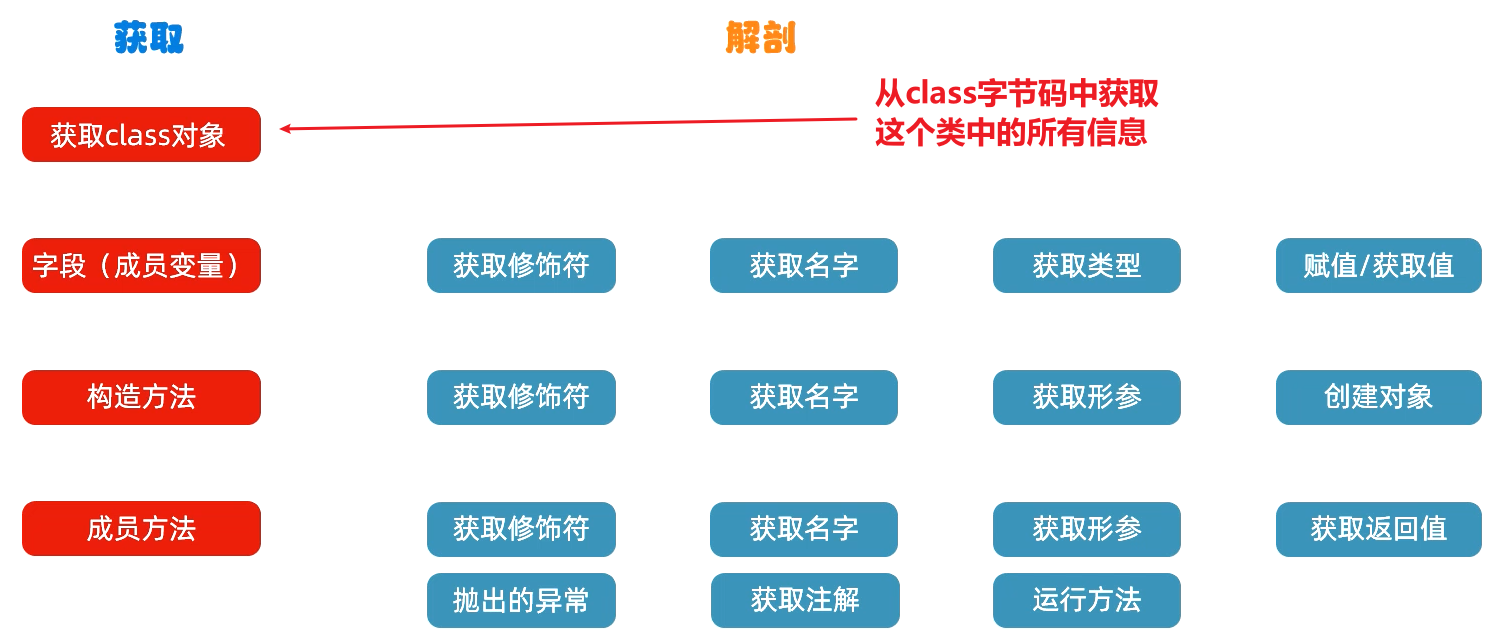 获取
解剖
从class字节码中获取
这个类中的所有信息
获取class对象
字段（成员变量）
获取修饰符
获取名字
获取类型
赋值/获取值
构造方法
获取修饰符
获取名字
获取形参
创建对象
成员方法
获取修饰符
获取名字
获取形参
获取返回值
抛出的异常
获取注解
运行方法